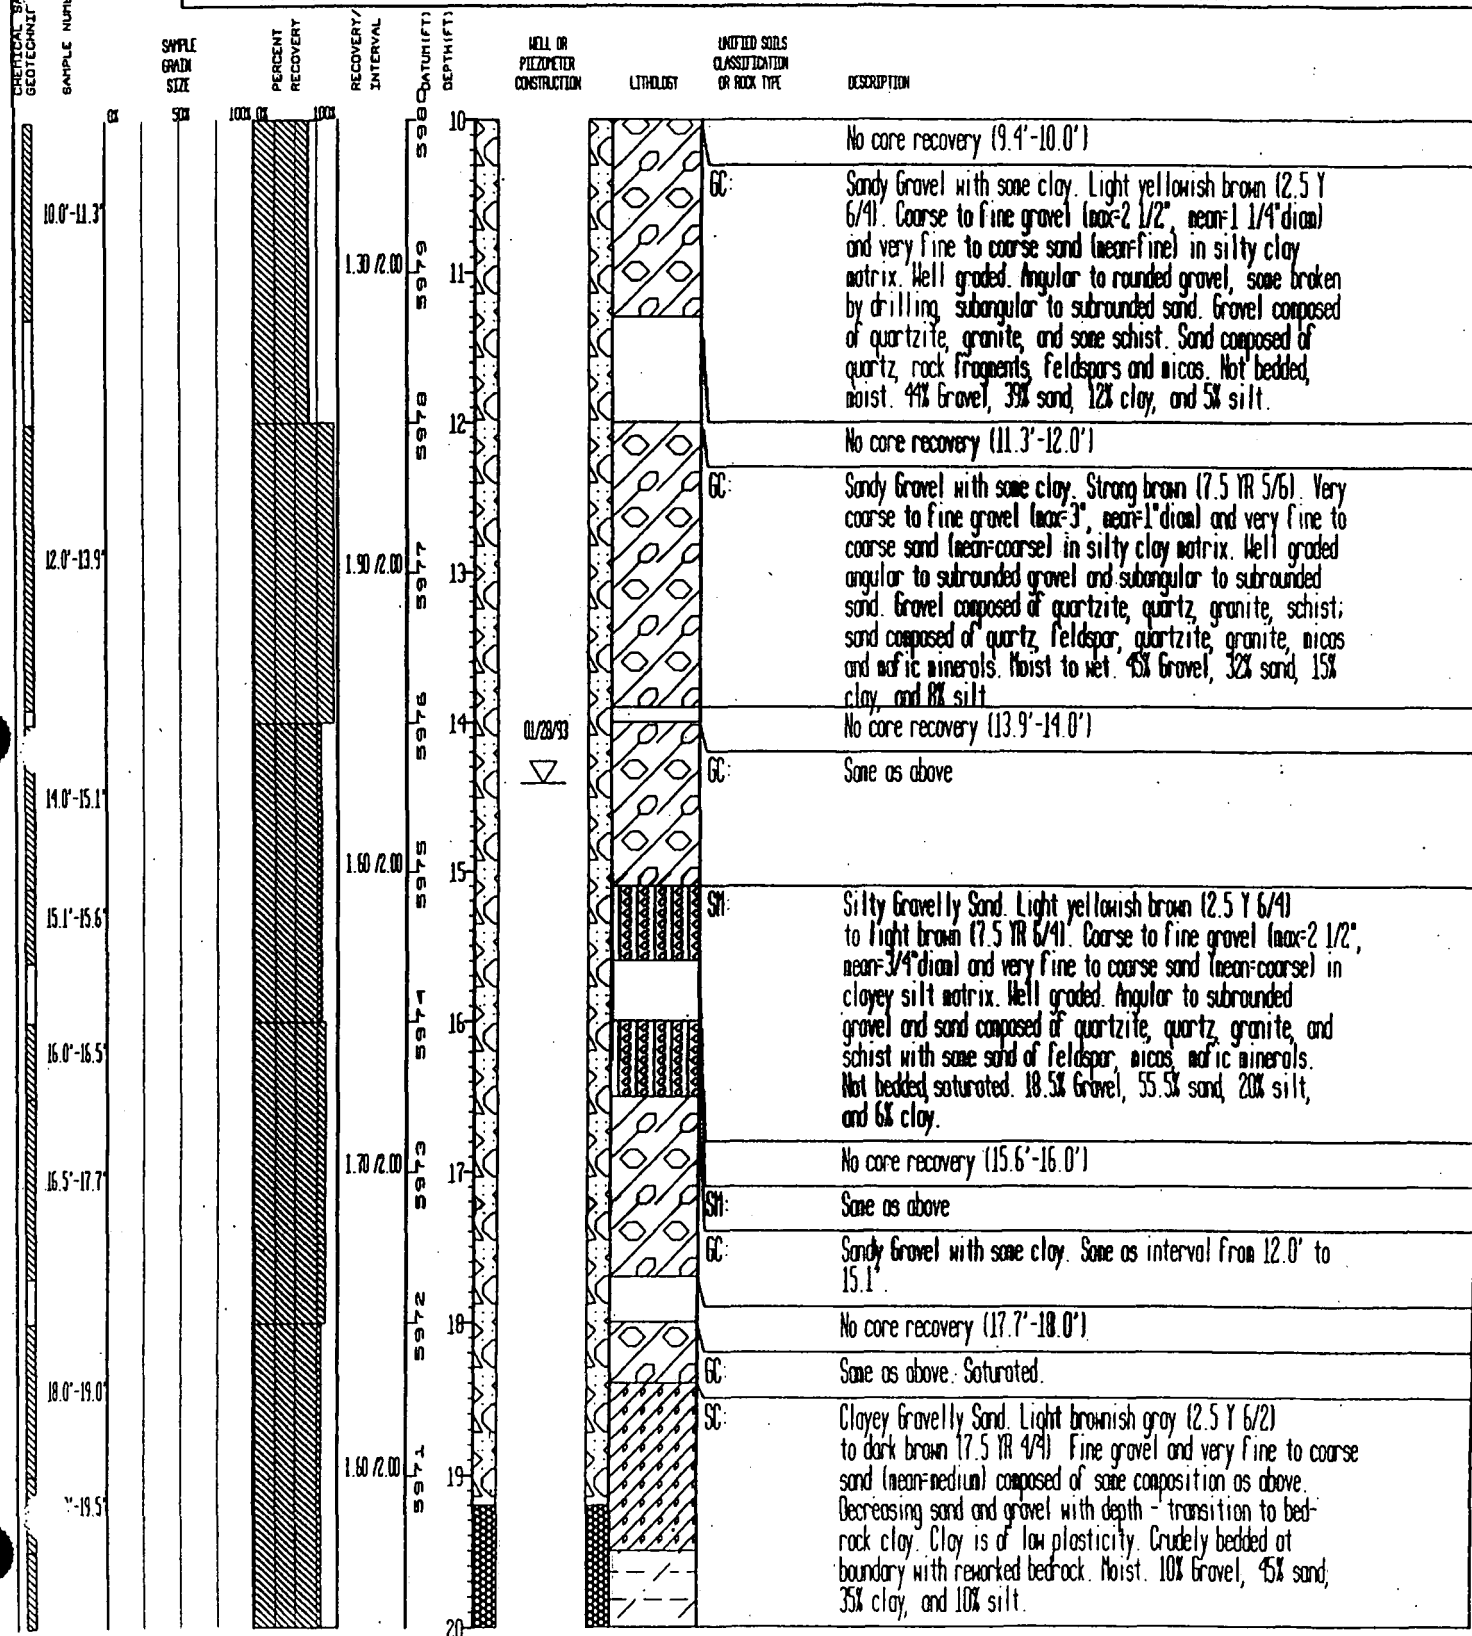 CHEMICAL
GEOTECHNIC
SAMPLE NUM
SAMPLE
GRAIN
SIZE
PERCENT
RECOVERY
RECOVERY/
INTERVAL
DATUM(FT)
DEPTH(FT)
WELL OR
PIEZOMETER
CONSTRUCTION
LITHOLOGY
UNIFIED SOILS
CLASSIFICATION
OR ROCK TYPE
DESCRIPTION
0% 50% 100% 0% 100%
5980 10
No core recovery (9.4'-10.0')
10.0'-11.3'
GC: Sandy Gravel with some clay. Light yellowish brown (2.5 Y
6/4). Coarse to fine gravel (max=2 1/2", mean=1 1/4"diam)
and very fine to coarse sand (mean=fine) in silty clay
1.30 /2.00
5979 11
matrix. Well graded. Angular to rounded gravel, some broken
by drilling, subangular to subrounded sand. Gravel composed
of quartzite, granite, and some schist. Sand composed of
quartz, rock fragments, feldspars and micas. Not bedded,
moist. 44% Gravel, 39% sand, 12% clay, and 5% silt.
5978 12
No core recovery (11.3'-12.0')
GC: Sandy Gravel with some clay. Strong brown (7.5 YR 5/6). Very
coarse to fine gravel (max=3", mean=1"diam) and very fine to
12.0'-13.9'
1.90 /2.00
5977 13
coarse sand (mean=coarse) in silty clay matrix. Well graded
angular to subrounded gravel and subangular to subrounded
sand. Gravel composed of quartzite, quartz, granite, schist;
sand composed of quartz, feldspar, quartzite, granite, micas
and mafic minerals. Moist to wet. 45% Gravel, 32% sand, 15%
clay, and 8% silt
5976 14
01/28/93
No core recovery (13.9'-14.0')
GC: Same as above
14.0'-15.1'
1.60 /2.00
5975 15
15.1'-15.6'
SM: Silty Gravelly Sand. Light yellowish brown (2.5 Y 6/4)
to light brown (7.5 YR 6/4). Coarse to fine gravel (max=2 1/2",
mean=3/4"diam) and very fine to coarse sand (mean=coarse) in
clayey silt matrix. Well graded. Angular to subrounded
5974 16
gravel and sand composed of quartzite, quartz, granite, and
16.0'-16.5'
schist with some sand of feldspar, micas, mafic minerals.
Not bedded, saturated. 18.5% Gravel, 55.5% sand, 20% silt,
and 6% clay.
1.70 /2.00
5973 17
No core recovery (15.6'-16.0')
16.5'-17.7'
SM: Same as above
GC: Sandy Gravel with some clay. Same as interval from 12.0' to
15.1'.
5972 18
No core recovery (17.7'-18.0')
18.0'-19.0'
GC: Same as above. Saturated.
SC: Clayey Gravelly Sand. Light brownish gray (2.5 Y 6/2)
to dark brown (7.5 YR 4/4) Fine gravel and very fine to coarse
1.60 /2.00
5971 19
sand (mean=medium) composed of same composition as above.
-19.5'
Decreasing sand and gravel with depth - transition to bed-
rock clay. Clay is of low plasticity. Crudely bedded at
boundary with reworked bedrock. Moist. 10% Gravel, 45% sand,
35% clay, and 10% silt.
20